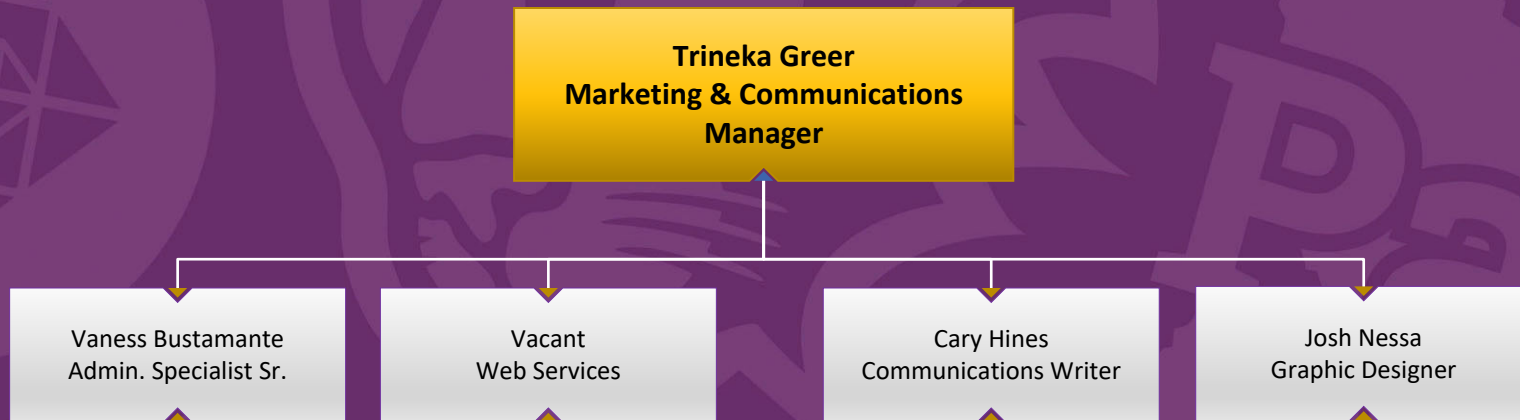 Trineka Greer
Marketing & Communications
Manager
Vaness Bustamante
Admin. Specialist Sr.
Vacant
Web Services
Cary Hines
Communications Writer
Josh Nessa
Graphic Designer